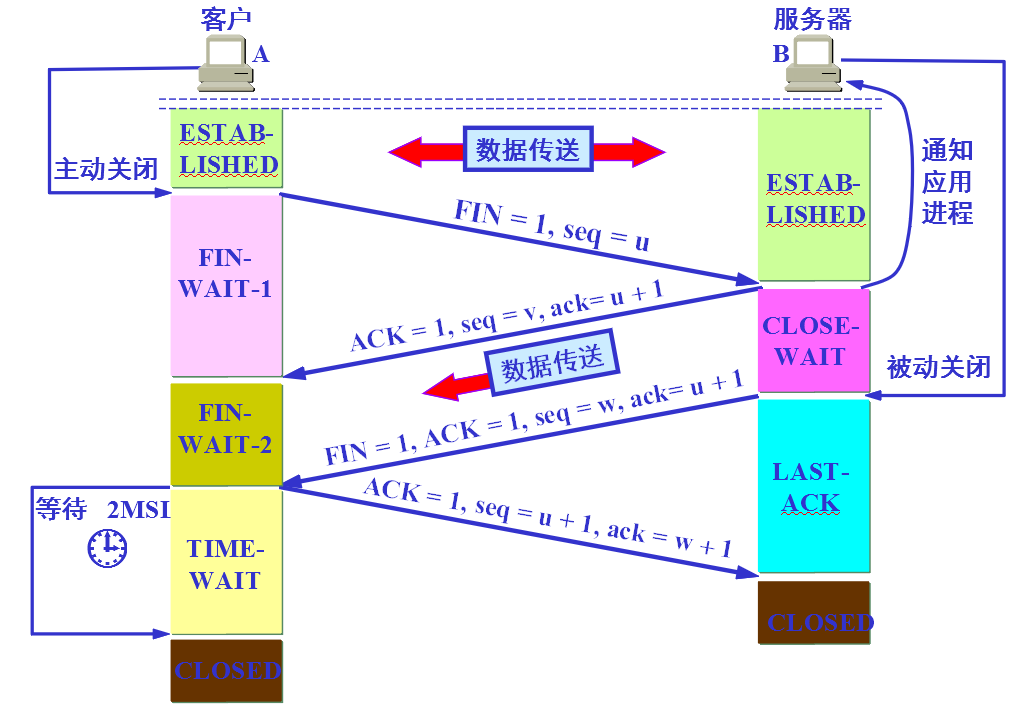 客户
A
服务器
B
ESTAB-
LISHED
主动关闭
数据传送
ESTAB-
LISHED
通知
应用
进程
FIN = 1, seq = u
FIN-
WAIT-1
ACK = 1, seq = v, ack= u + 1
CLOSE-
WAIT
数据传送
被动关闭
FIN-
WAIT-2
FIN = 1, ACK = 1, seq = w, ack= u + 1
LAST-
ACK
ACK = 1, seq = u + 1, ack = w + 1
等待 2MSL
TIME-
WAIT
CLOSED
CLOSED